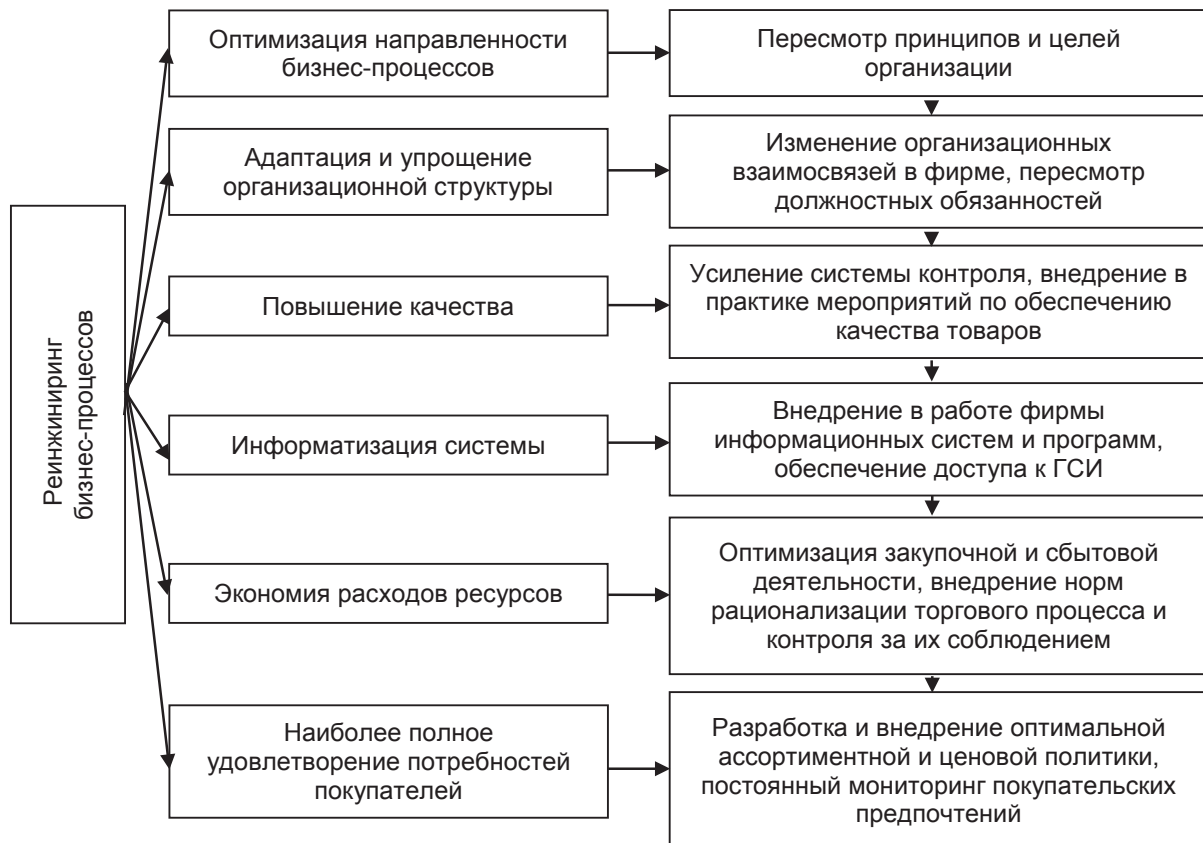 Реинжиниринг
бизнес-процессов
Оптимизация направленности
бизнес-процессов
Пересмотр принципов и целей
организации
Адаптация и упрощение
организационной структуры
Изменение организационных
взаимосвязей в фирме, пересмотр
должностных обязанностей
Повышение качества
Усиление системы контроля, внедрение в
практике мероприятий по обеспечению
качества товаров
Информатизация системы
Внедрение в работе фирмы
информационных систем и программ,
обеспечение доступа к ГСИ
Экономия расходов ресурсов
Оптимизация закупочной и сбытовой
деятельности, внедрение норм
рационализации торгового процесса и
контроля за их соблюдением
Наиболее полное
удовлетворение потребностей
покупателей
Разработка и внедрение оптимальной
ассортиментной и ценовой политики,
постоянный мониторинг покупательских
предпочтений